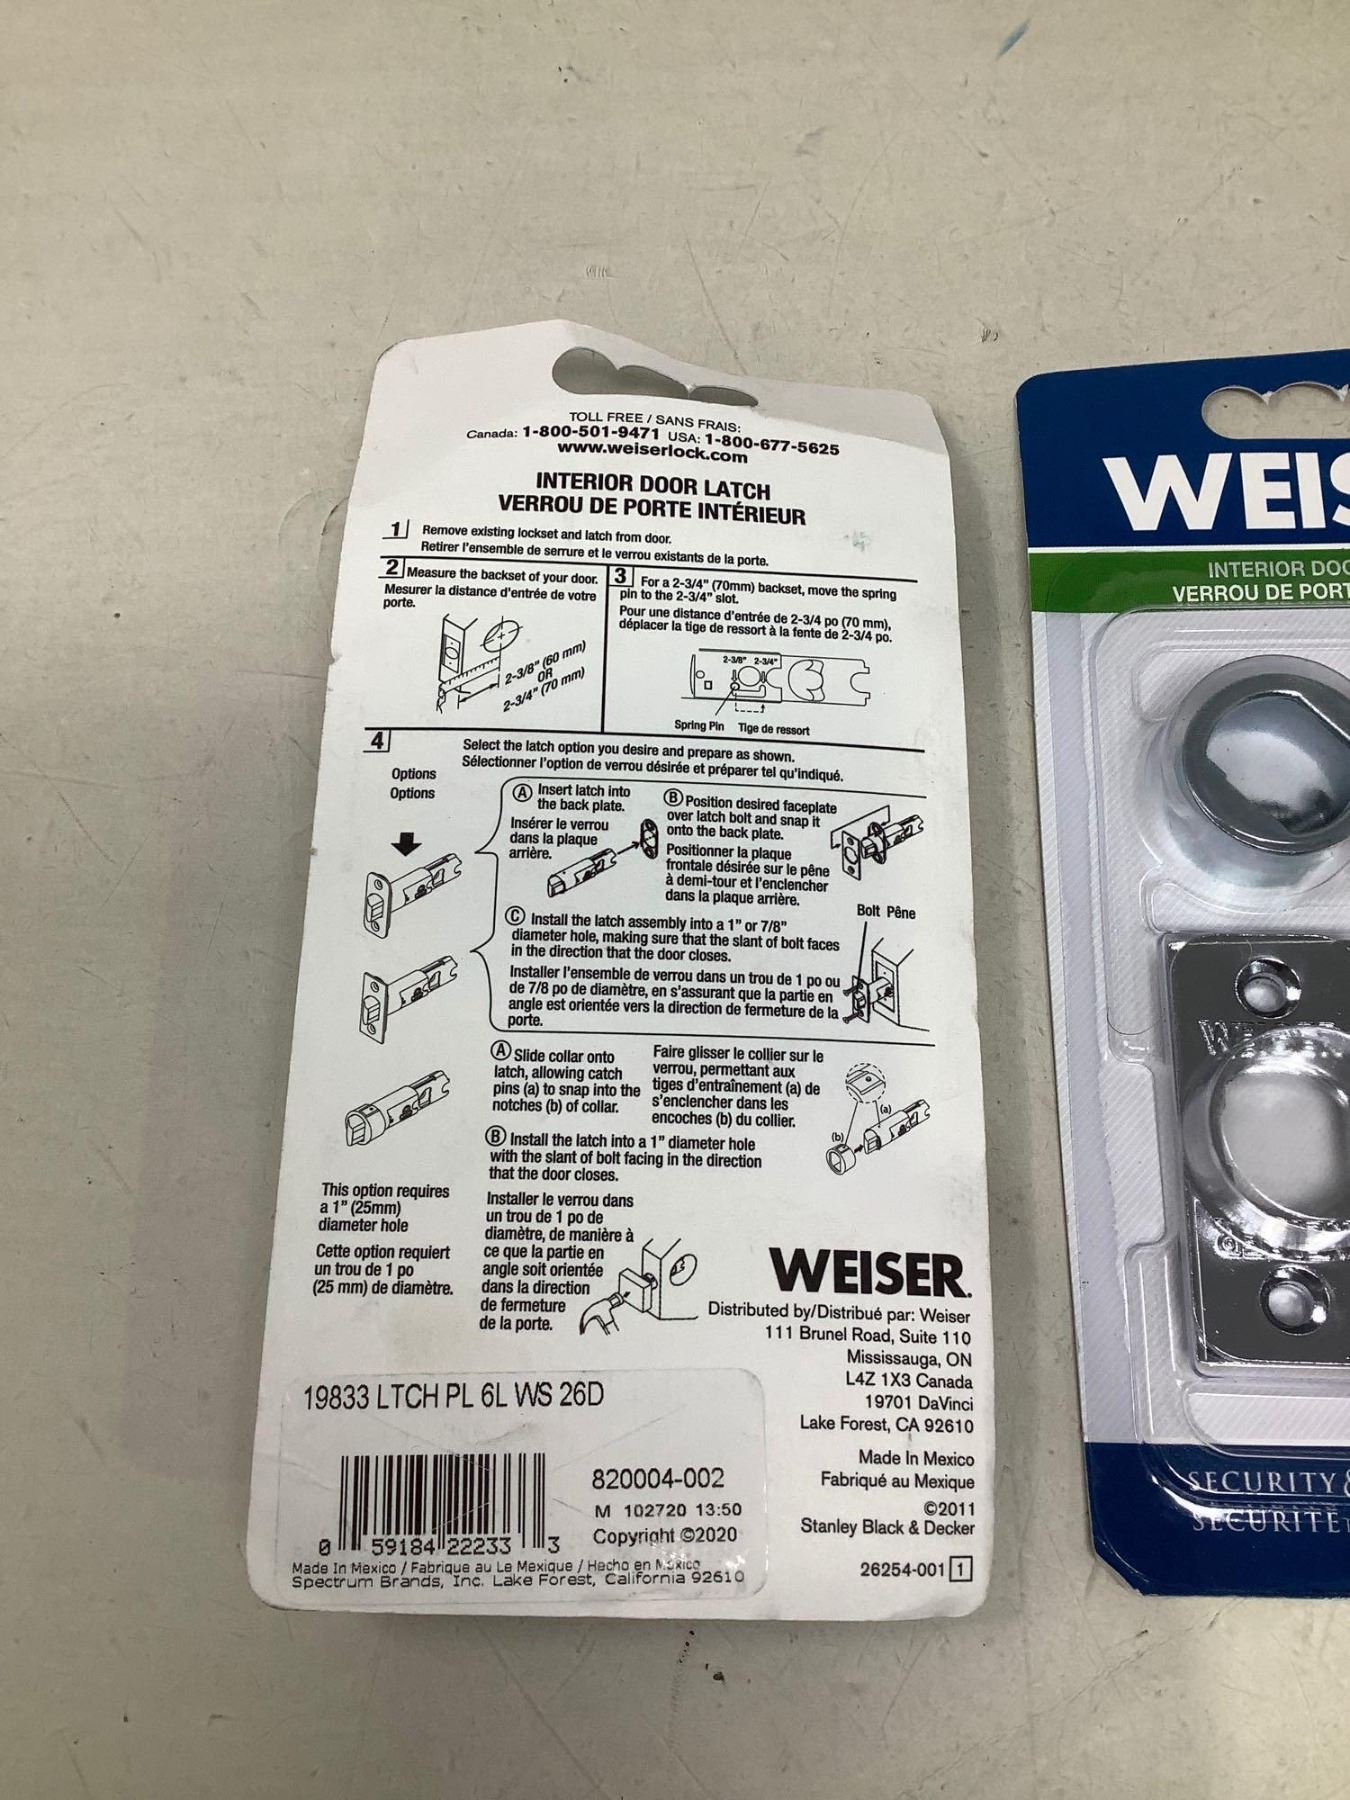 TOLL FREE / SANS FRAIS:
Canada: 1-800-501-9471 USA: 1-800-677-5625
www.weiserlock.com
INTERIOR DOOR LATCH
VERROU DE PORTE INTÉRIEUR
1 Remove existing lockset and latch from door.
Retirer l'ensemble de serrure et le verrou existants de la porte.
2 Measure the backset of your door.
Mesurer la distance d'entrée de votre
porte.
2-3/8" (60 mm)
OR
2-3/4" (70 mm)
3 For a 2-3/4" (70mm) backset, move the spring
pin to the 2-3/4" slot.
Pour une distance d'entrée de 2-3/4 po (70 mm),
déplacer la tige de ressort à la fente de 2-3/4 po.
2-3/8" 2-3/4"
Spring Pin Tige de ressort
4 Select the latch option you desire and prepare as shown.
Sélectionner l'option de verrou désirée et préparer tel qu'indiqué.
Options
Options
A Insert latch into
the back plate.
Insérer le verrou
dans la plaque
arrière.
B Position desired faceplate
over latch bolt and snap it
onto the back plate.
Positionner la plaque
frontale désirée sur le pêne
à demi-tour et l'enclencher
dans la plaque arrière.
Bolt Pêne
C Install the latch assembly into a 1" or 7/8"
diameter hole, making sure that the slant of bolt faces
in the direction that the door closes.
Installer l'ensemble de verrou dans un trou de 1 po ou
de 7/8 po de diamètre, en s'assurant que la partie en
angle est orientée vers la direction de fermeture de la
porte.
A Slide collar onto
latch, allowing catch
pins (a) to snap into the
notches (b) of collar.
Faire glisser le collier sur le
verrou, permettant aux
tiges d'entraînement (a) de
s'enclencher dans les
encoches (b) du collier.
(a)
(b)
B Install the latch into a 1" diameter hole
with the slant of bolt facing in the direction
that the door closes.
Installer le verrou dans
un trou de 1 po de
diamètre, de manière à
ce que la partie en
angle soit orientée
dans la direction
de fermeture
de la porte.
This option requires
a 1" (25mm)
diameter hole
Cette option requiert
un trou de 1 po
(25 mm) de diamètre.
WEISER.
Distributed by/Distribué par: Weiser
111 Brunel Road, Suite 110
Mississauga, ON
L4Z 1X3 Canada
19701 DaVinci
Lake Forest, CA 92610
Made In Mexico
Fabriqué au Mexique
©2011
Stanley Black & Decker
26254-001 1
19833 LTCH PL 6L WS 26D
820004-002
M 102720 13:50
Copyright ©2020
0 59184 22233 3
Made In Mexico / Fabrique au Le Mexique / Hecho en Mexico
Spectrum Brands, Inc. Lake Forest, California 92610
WEIS
INTERIOR DOO
VERROU DE PORT
SECURITY &
SÉCURITÉ